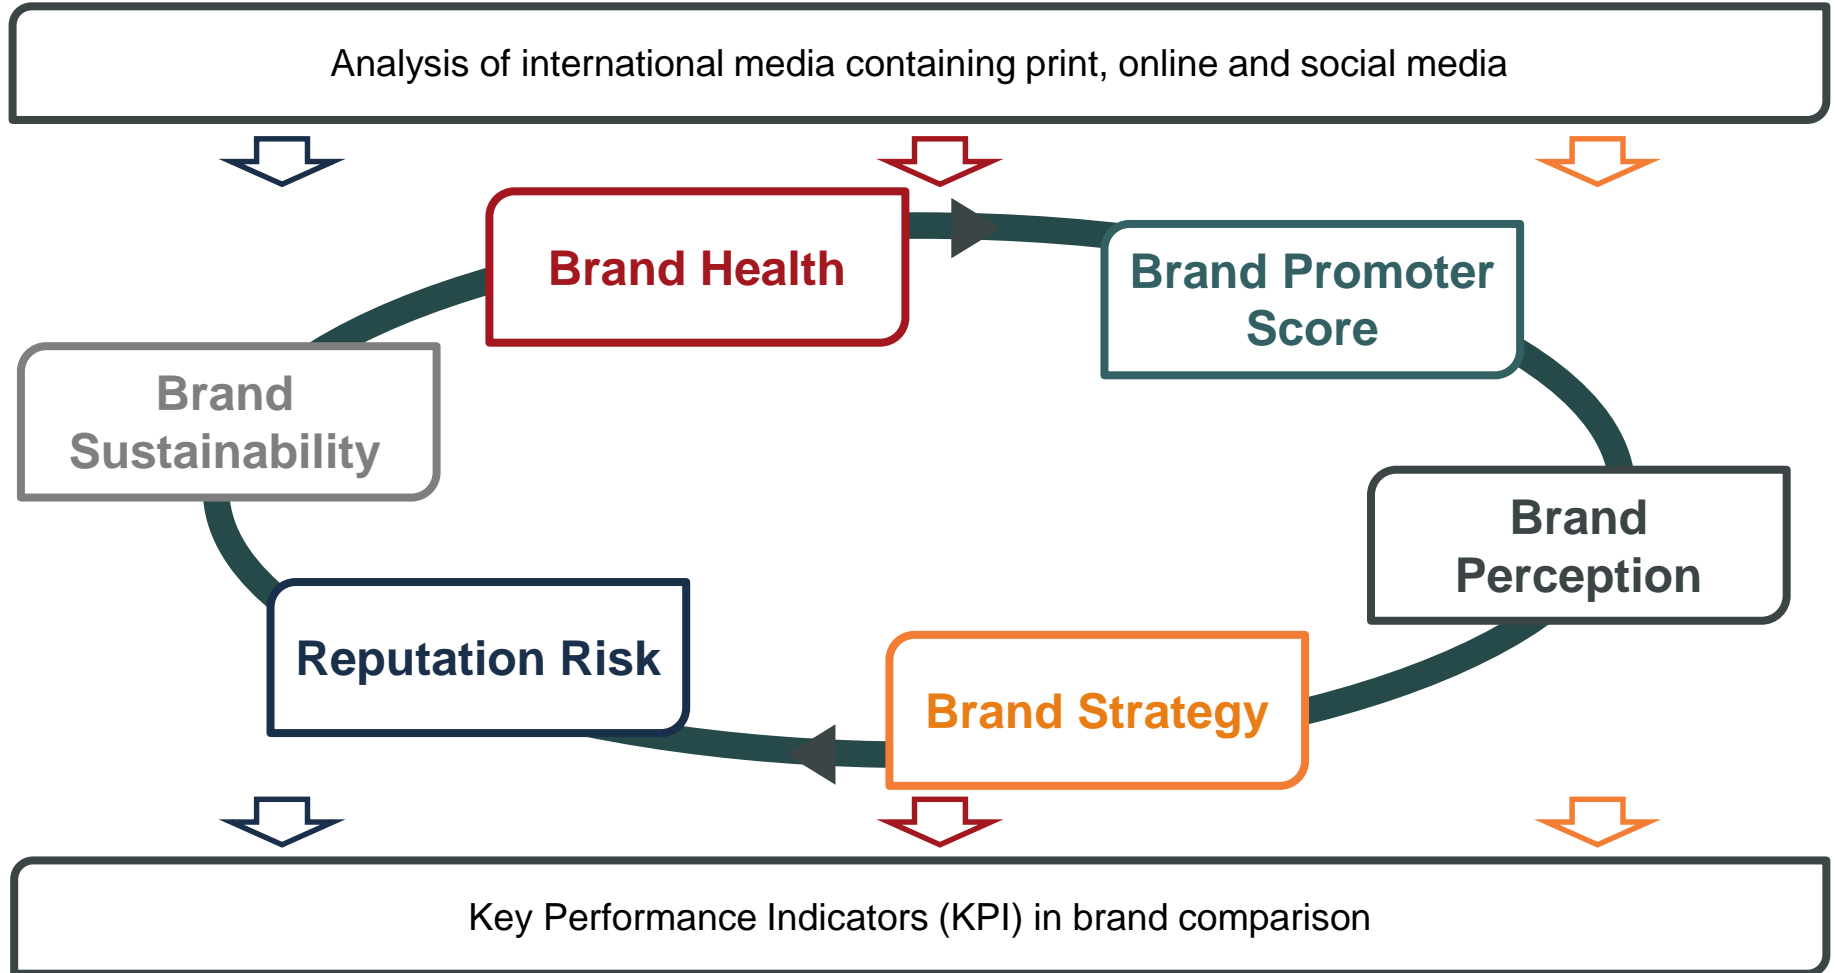 Analysis of international media containing print, online and social media
Brand Health
Brand Promoter
Score
Brand
Sustainability
Brand
Perception
Reputation Risk
Brand Strategy
Key Performance Indicators (KPI) in brand comparison